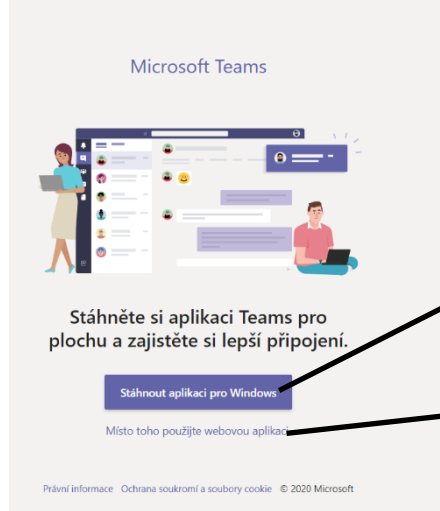 Microsoft Teams
Stáhněte si aplikaci Teams pro
plochu a zajistěte si lepší připojení.
Stáhnout aplikaci pro Windows
Místo toho použijte webovou aplikaci
Právní informace Ochrana soukromí a soubory cookie © 2020 Microsoft